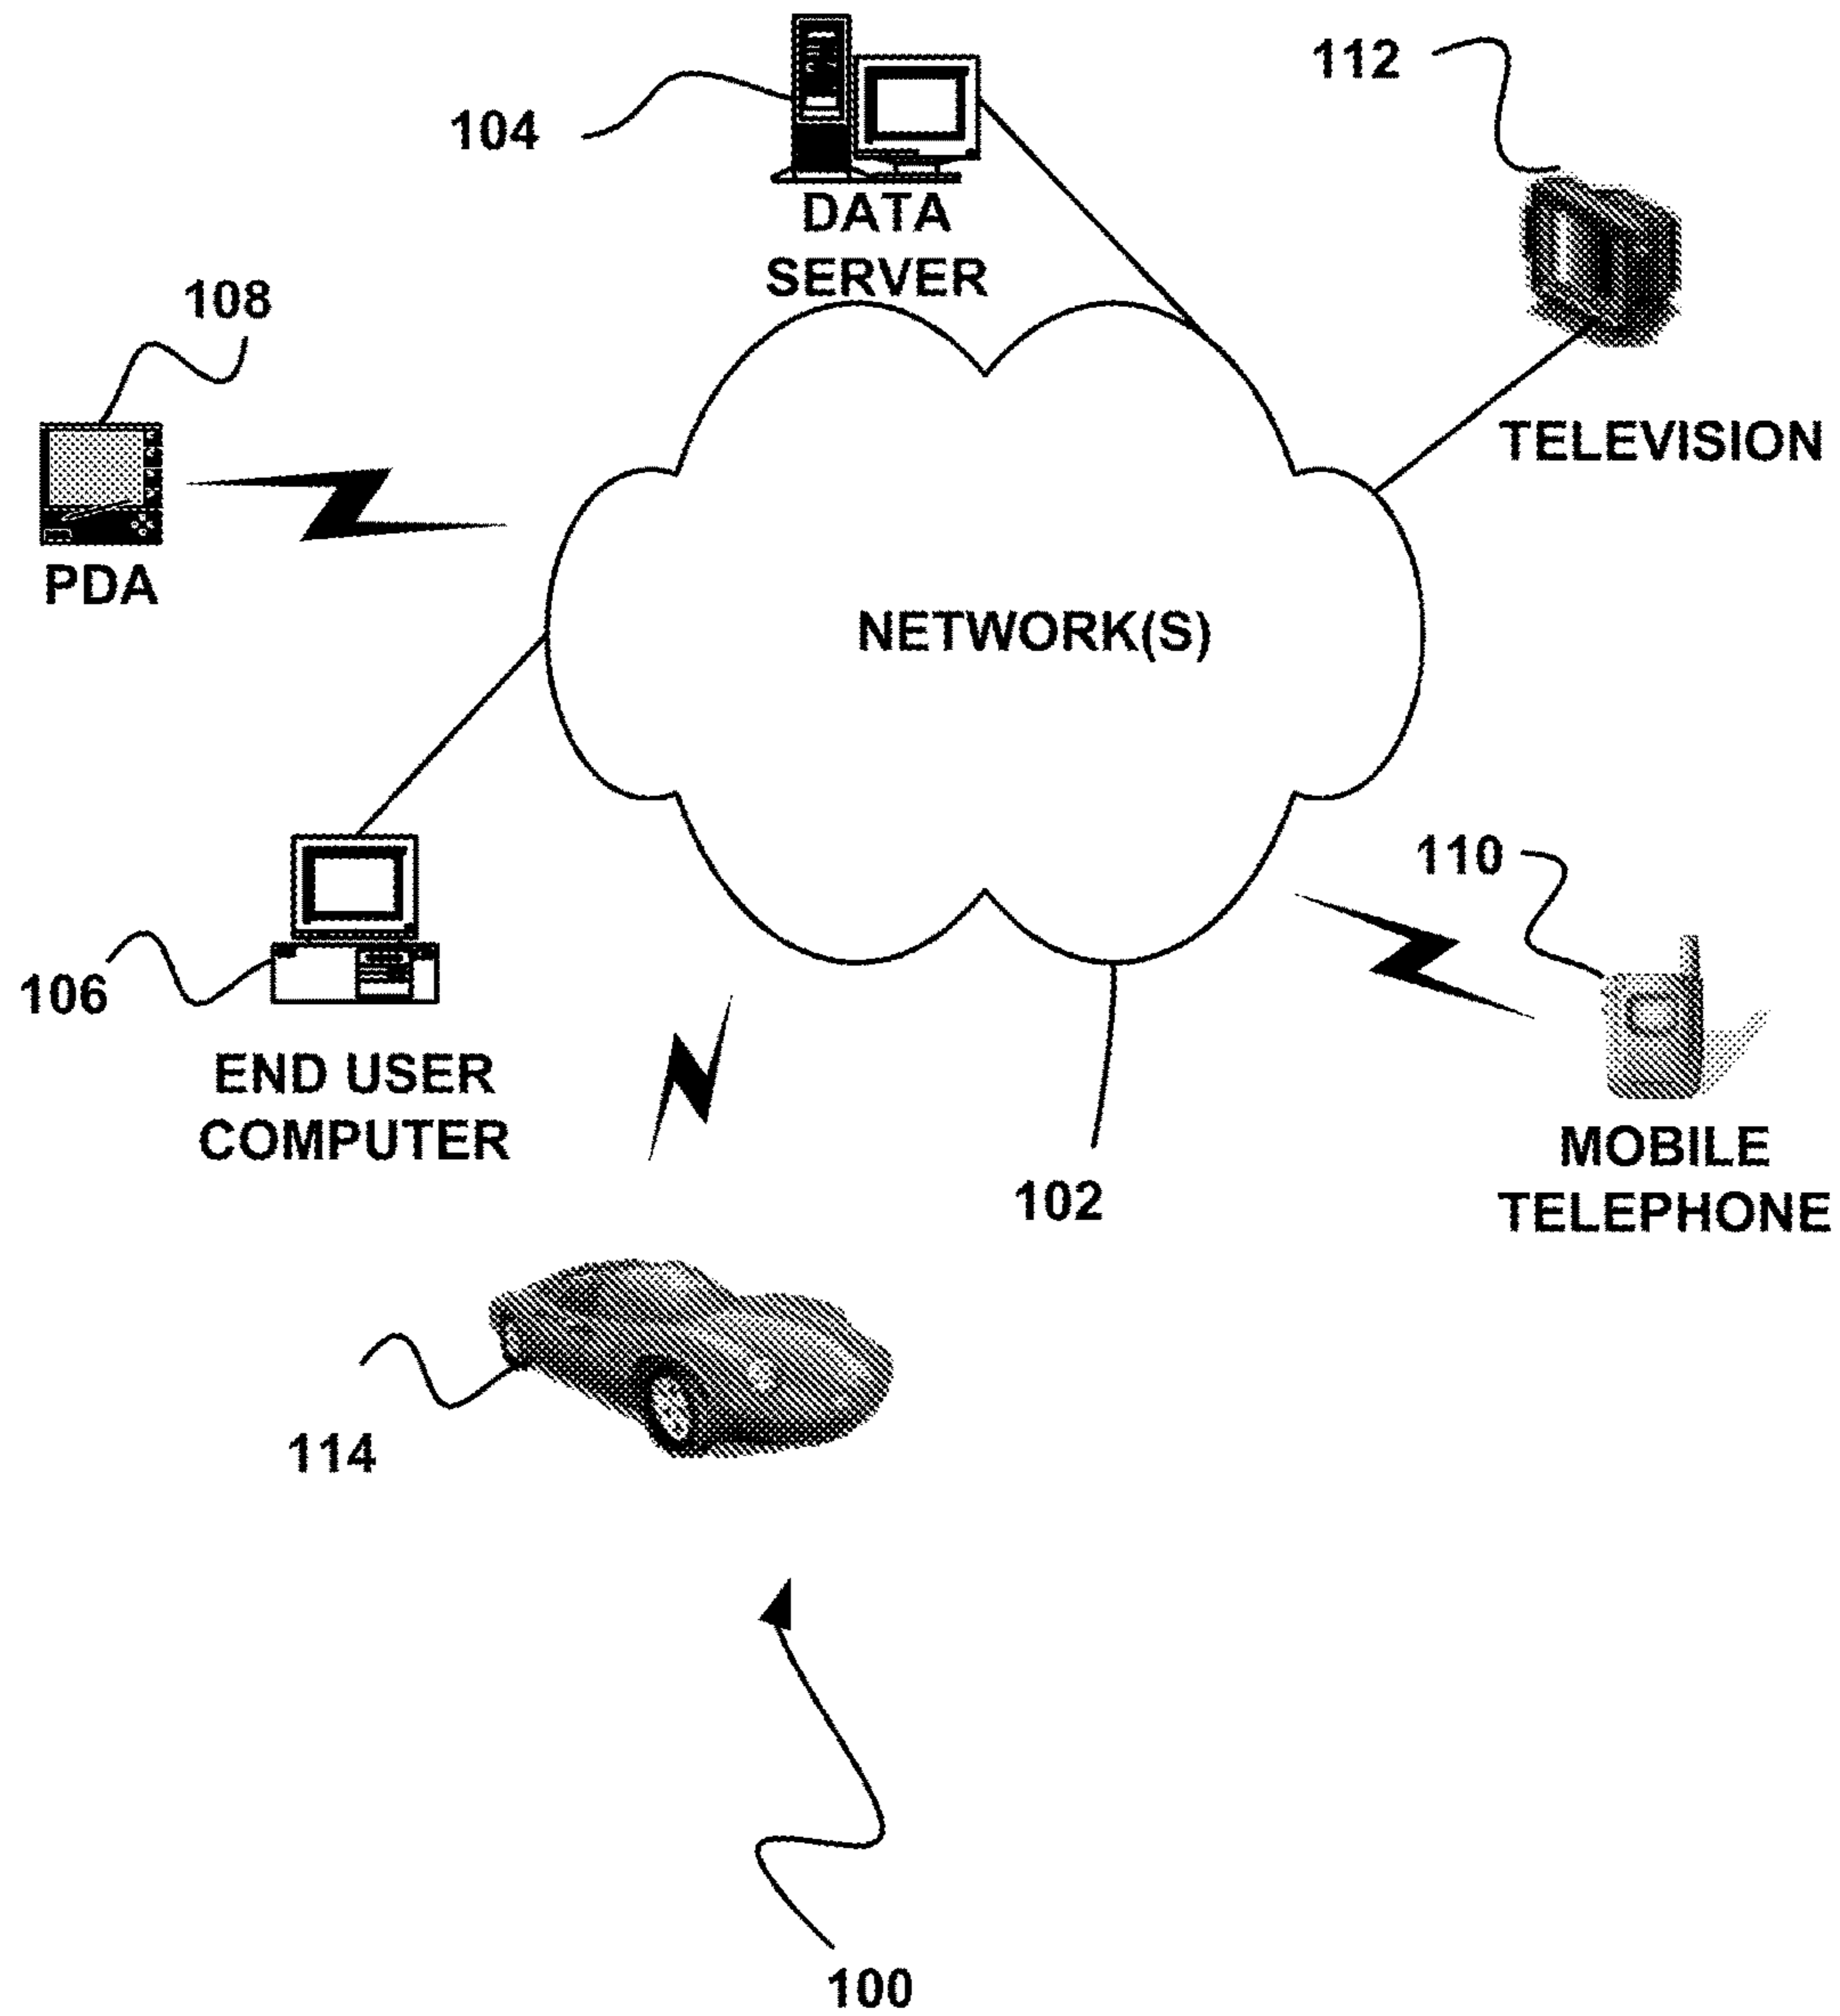 112
104
DATA
SERVER
108
TELEVISION
PDA
NETWORK(S)
110
106
END USER
COMPUTER
102
MOBILE
TELEPHONE
114
100